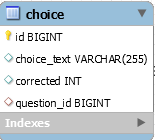 choice
id BIGINT
choice_text VARCHAR(255)
corrected INT
question_id BIGINT
Indexes